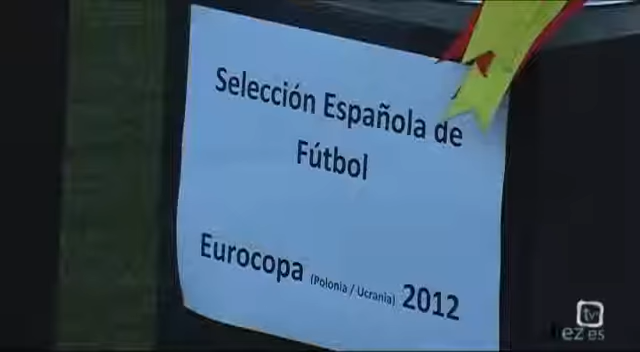 Selección Española de
Fútbol
Eurocopa (Polonia / Ucrania) 2012
tv
ez es